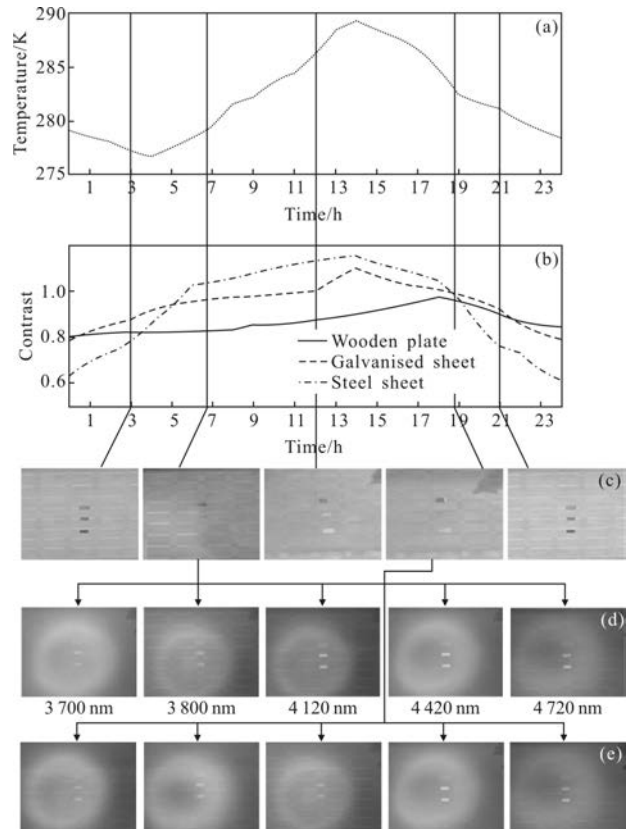 290
(a)
285
Temperature/K
280
275
1 3 5 7 9 11 13 15 17 19 21 23
Time/h
(b)
1.0
Contrast
0.8
Wooden plate
Galvanised sheet
0.6
Steel sheet
1 3 5 7 9 11 13 15 17 19 21 23
Time/h
(c)
(d)
3 700 nm 3 800 nm 4 120 nm 4 420 nm 4 720 nm
(e)